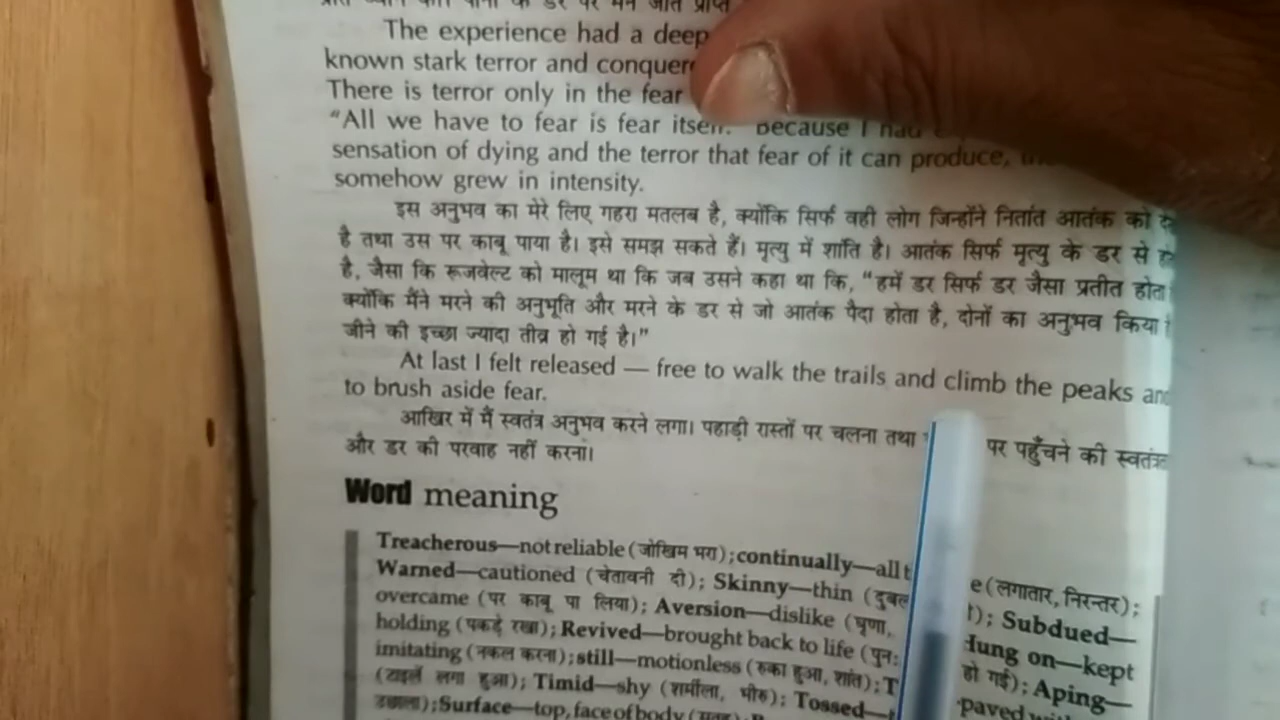 The experience had a deep
known stark terror and
There is terror only in the fear
"All we have to fear is fear itself." Because I had
sensation of dying and the terror that fear of it can produce,
somehow grew in intensity.
इस अनुभव का मेरे लिए गहरा मतलब है, क्योंकि सिर्फ वही लोग जिन्होंने नितांत आतंक को
है तथा उस पर काबू पाया है। इसे समझ सकते हैं। मृत्यु में शांति है। आतंक सिर्फ मृत्यु के डर से
है, जैसा कि रूजवेल्ट को मालूम था कि जब उसने कहा था कि, "हमें डर सिर्फ डर जैसा प्रतीत होता
क्योंकि मैंने मरने की अनुभूति और मरने के डर से जो आतंक पैदा होता है, दोनों का अनुभव किया
जीने की इच्छा ज्यादा तीव्र हो गई है।"
At last I felt released — free to walk the trails and climb the peaks and
to brush aside fear.
आखिर में मैं स्वतंत्र अनुभव करने लगा। पहाड़ी रास्तों पर चलना तथा पर पहुँचने की
और डर की परवाह नहीं करना।
Word meaning
Treacherous—not reliable (जोखिम भरा); continually—all (लगातार, निरन्तर);
Warned—cautioned (चेतावनी दी); Skinny—thin Subdued—
overcame (पर काबू पा लिया); Aversion—dislike (घृणा, Hung on—kept
holding (पकड़े रखा); Revived—brought back to life (पुन: हो गई); Aping—
imitating (नकल करना); still—motionless (रुका हुआ, शांत);
(टाइलें लगा हुआ); Timid—shy (शर्मीला, भीरु); Tossed—
उछाला); Surface—top, face of body